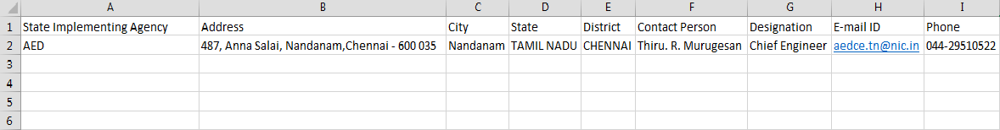 A B C D E F G H I
1 State Implementing Agency Address City State District Contact Person Designation E-mail ID Phone
2 AED 487, Anna Salai, Nandanam,Chennai - 600 035 Nandanam TAMIL NADU CHENNAI Thiru. R. Murugesan Chief Engineer aedce.tn@nic.in 044-29510522
3
4
5
6